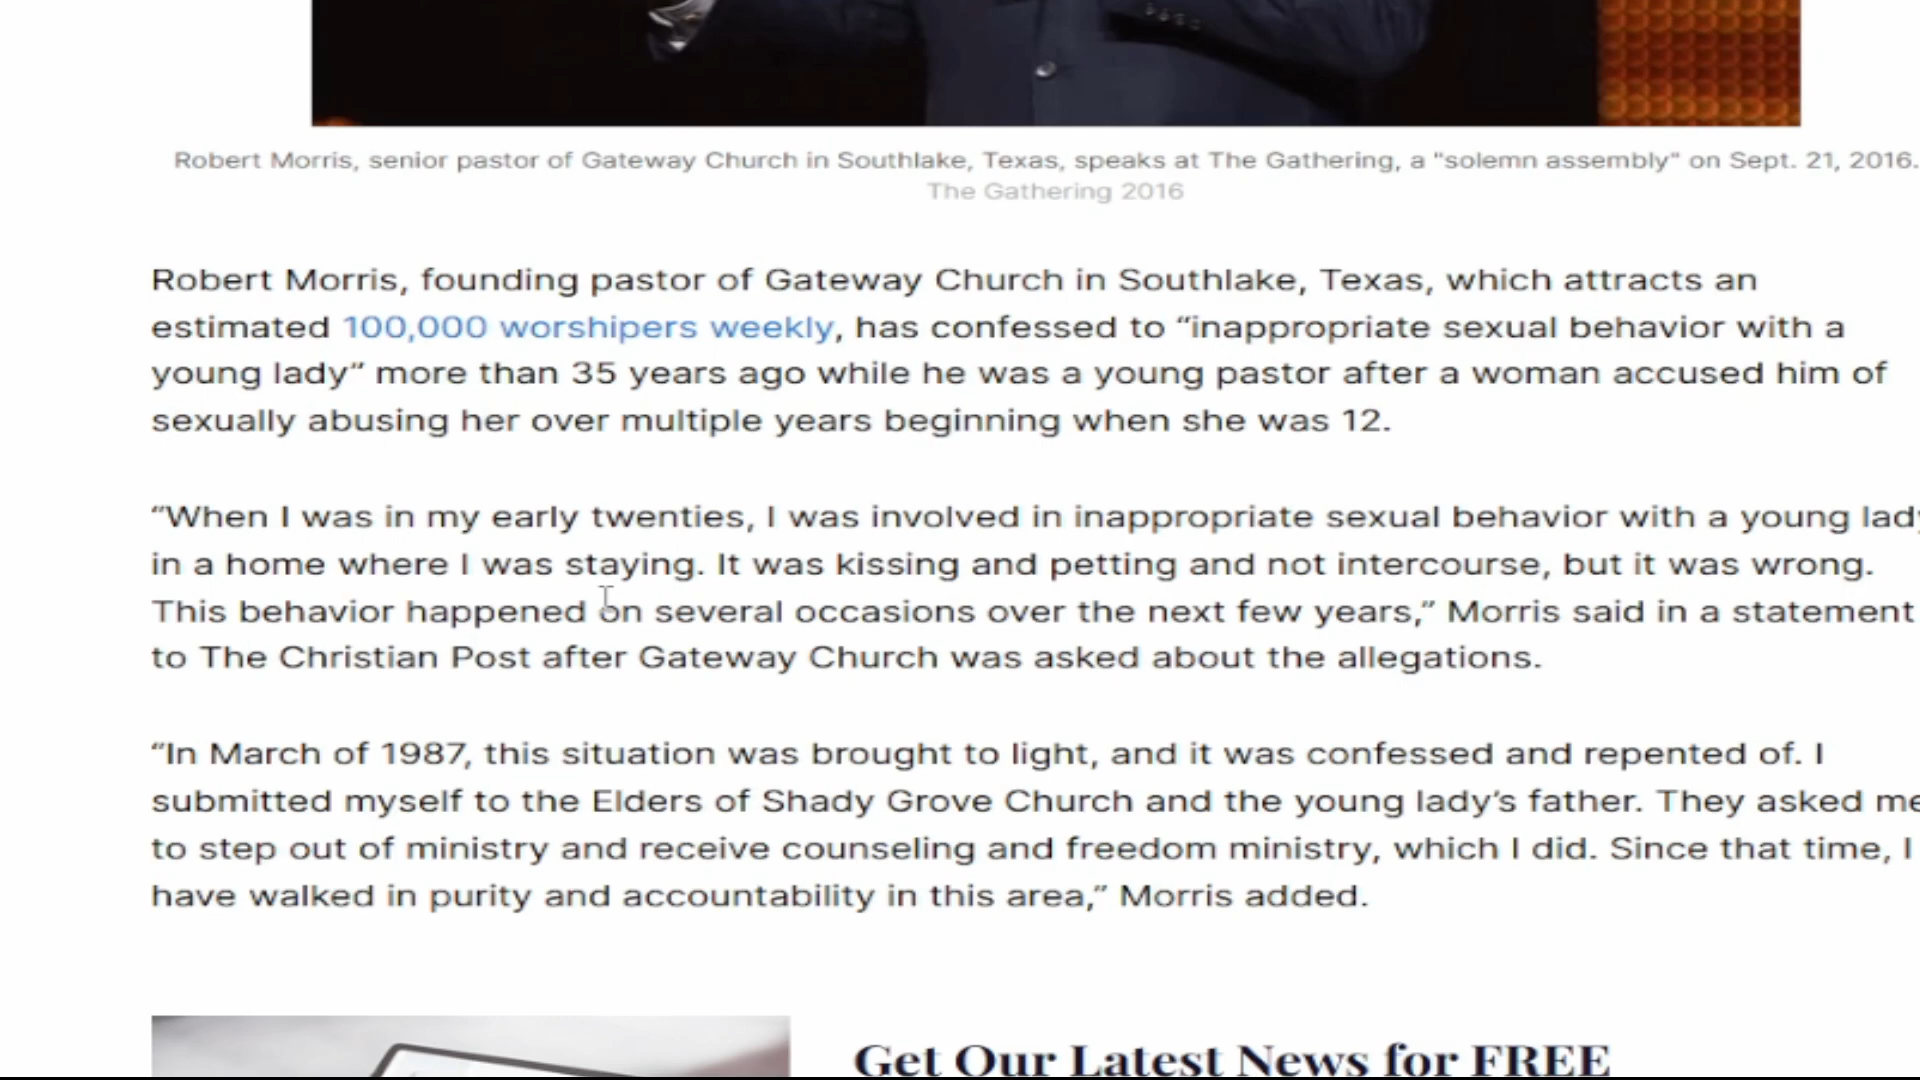 Robert Morris, senior pastor of Gateway Church in Southlake, Texas, speaks at The Gathering, a "solemn assembly" on Sept. 21, 2016.
The Gathering 2016
Robert Morris, founding pastor of Gateway Church in Southlake, Texas, which attracts an
estimated 100,000 worshipers weekly, has confessed to “inappropriate sexual behavior with a
young lady” more than 35 years ago while he was a young pastor after a woman accused him of
sexually abusing her over multiple years beginning when she was 12.
“When I was in my early twenties, I was involved in inappropriate sexual behavior with a young lady
in a home where I was staying. It was kissing and petting and not intercourse, but it was wrong.
This behavior happened on several occasions over the next few years,” Morris said in a statement
to The Christian Post after Gateway Church was asked about the allegations.
“In March of 1987, this situation was brought to light, and it was confessed and repented of. I
submitted myself to the Elders of Shady Grove Church and the young lady’s father. They asked me
to step out of ministry and receive counseling and freedom ministry, which I did. Since that time, I
have walked in purity and accountability in this area,” Morris added.
Get Our Latest News for FREE